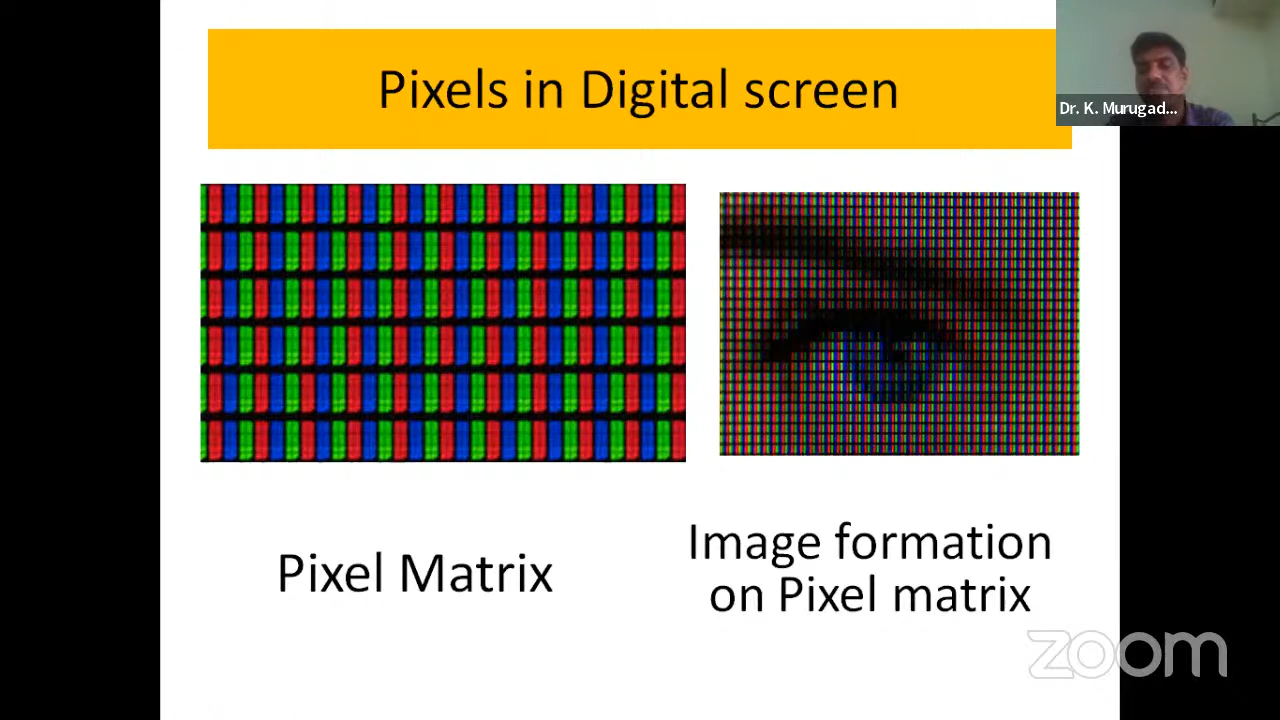 Pixels in Digital screen
Dr. K. Murugad...
Pixel Matrix
Image formation
on Pixel matrix
zoom